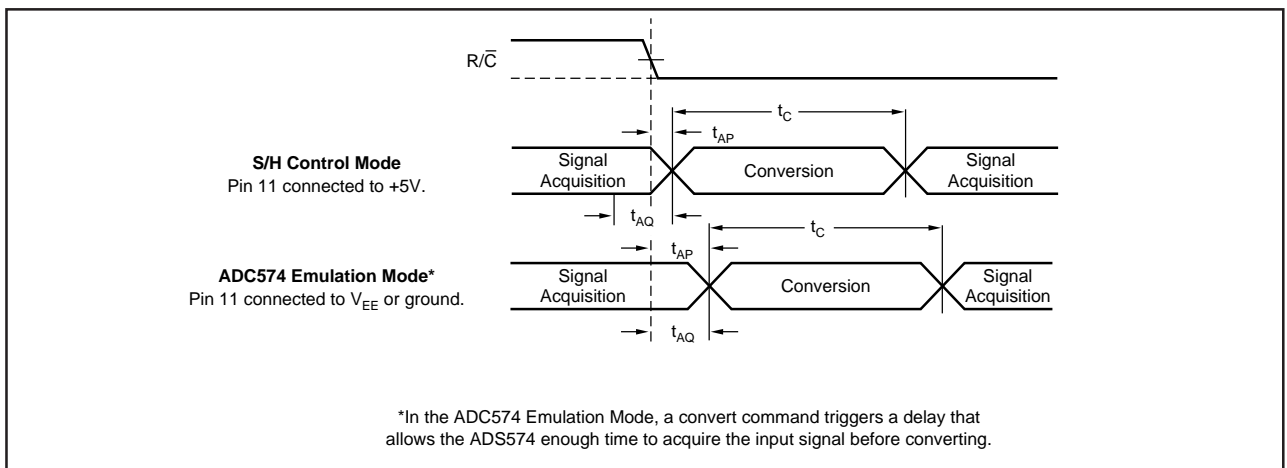 R/C̅
t_C
t_AP
S/H Control Mode
Pin 11 connected to +5V.
Signal
Acquisition
Conversion
Signal
Acquisition
t_AQ
t_C
t_AP
ADC574 Emulation Mode*
Pin 11 connected to V_EE or ground.
Signal
Acquisition
Conversion
Signal
Acquisition
t_AQ
*In the ADC574 Emulation Mode, a convert command triggers a delay that
allows the ADS574 enough time to acquire the input signal before converting.